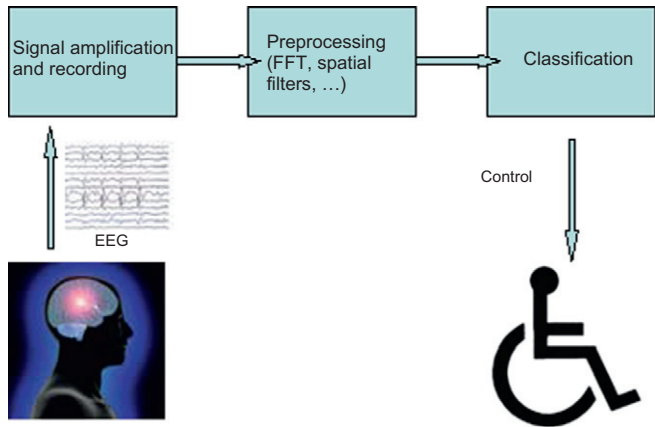 Signal amplification
and recording
Preprocessing
(FFT, spatial
filters, …)
Classification
EEG
Control